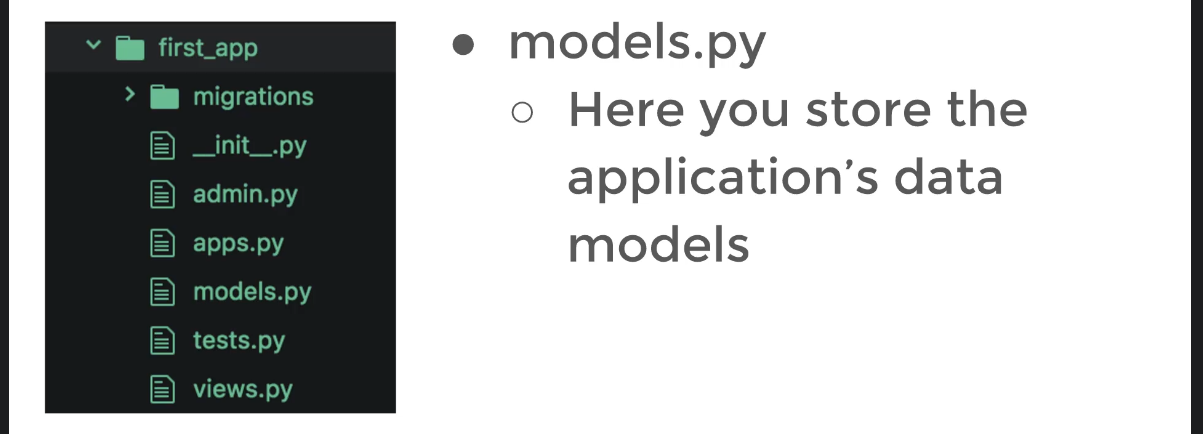 first_app
migrations
__init__.py
admin.py
apps.py
models.py
tests.py
views.py
● models.py
○ Here you store the
application’s data
models